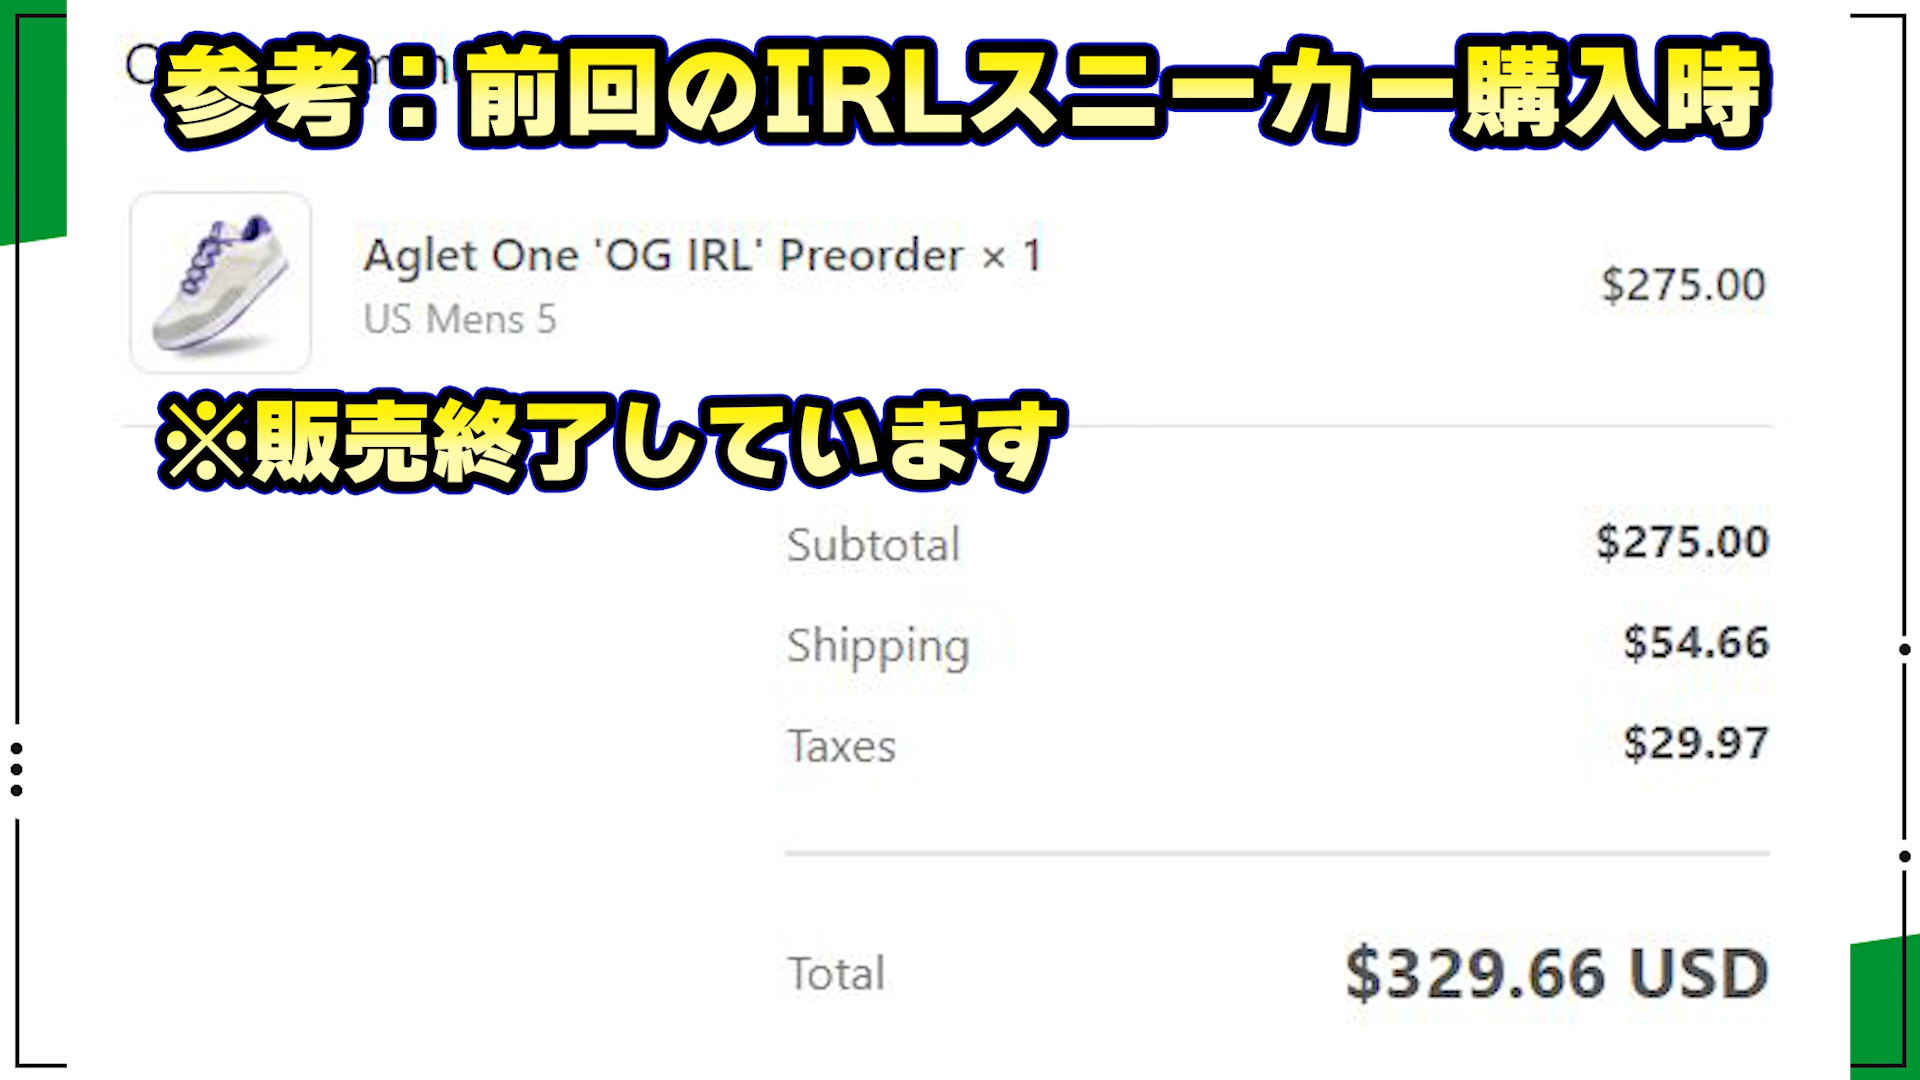 参考：前回のIRLスニーカー購入時
Aglet One 'OG IRL' Preorder × 1
$275.00
US Mens 5
※販売終了しています
Subtotal $275.00
Shipping $54.66
Taxes $29.97
Total $329.66 USD